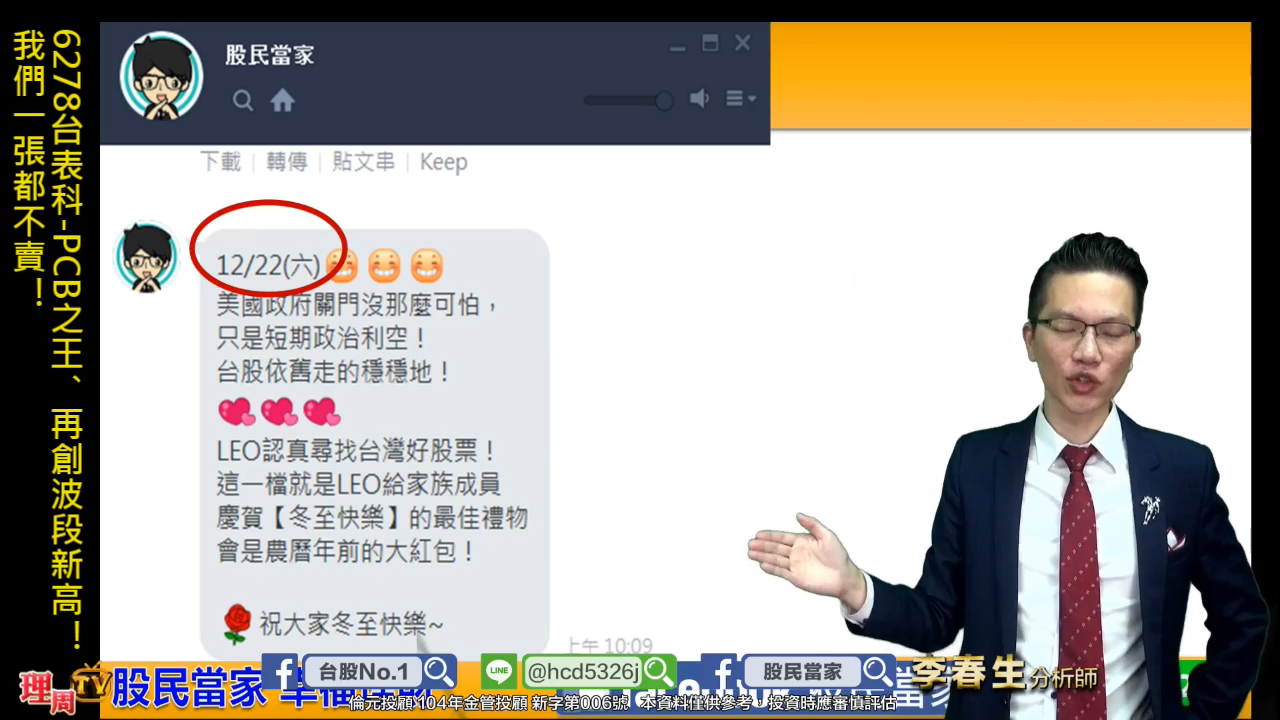 6278台表科-PCB之王、再創波段新高！
我們一張都不賣！
股民當家
下載 | 轉傳 | 貼文串 | Keep
12/22(六)
美國政府關門沒那麼可怕，
只是短期政治利空！
台股依舊走的穩穩地！
LEO認真尋找台灣好股票！
這一檔就是LEO給家族成員
慶賀【冬至快樂】的最佳禮物
會是農曆年前的大紅包！
祝大家冬至快樂~
上午 10:09
理周TV
股民當家
台股No.1
LINE
@hcd5326j
股民當家
李春生分析師
倫元投顧 104年金管投顧 新字第006號 本資料僅供參考，投資時應審慎評估